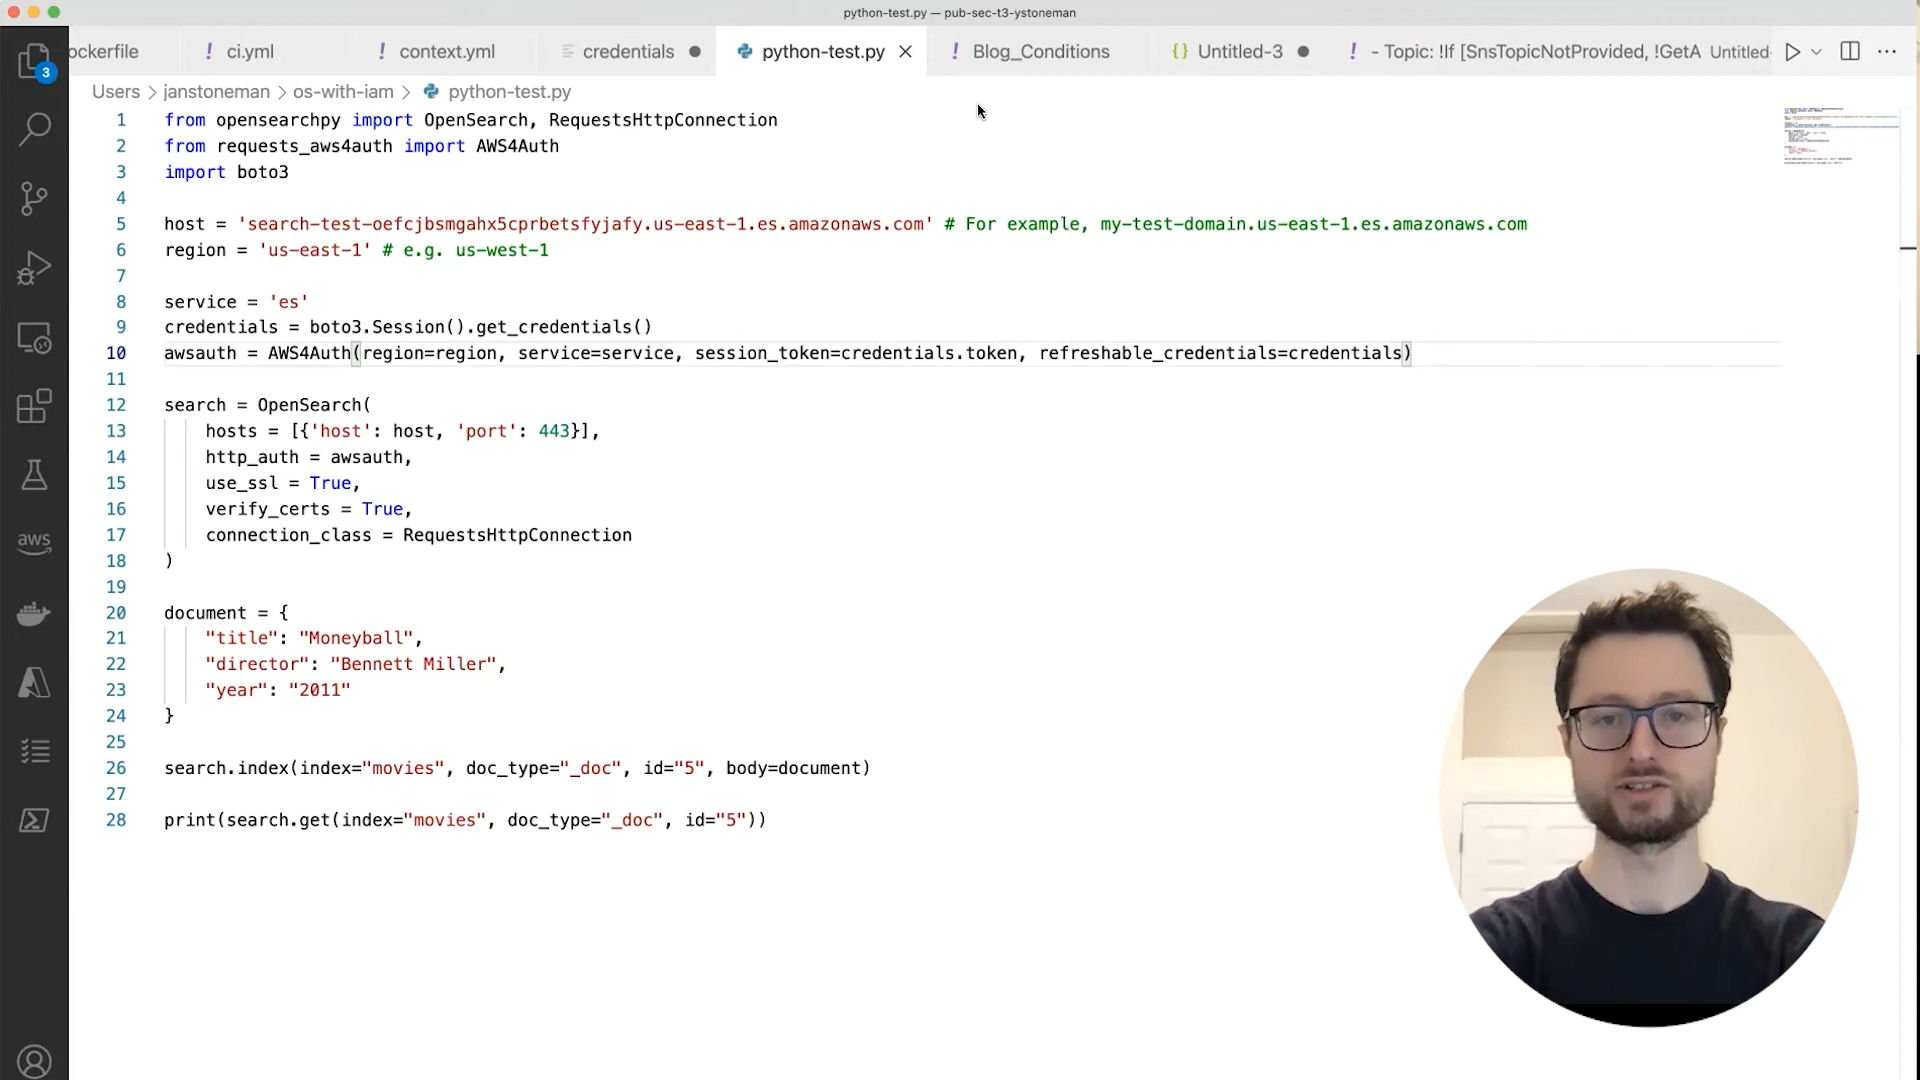 python-test.py — pub-sec-t3-ystoneman
ockerfile
! ci.yml
! context.yml
credentials
python-test.py
! Blog_Conditions
{} Untitled-3
! - Topic: !If [SnsTopicNotProvided, !GetA Untitled-
3
Users > janstoneman > os-with-iam > python-test.py
1 from opensearchpy import OpenSearch, RequestsHttpConnection
2 from requests_aws4auth import AWS4Auth
3 import boto3
4
5 host = 'search-test-oefcjbsmgahx5cprbetsfyjafy.us-east-1.es.amazonaws.com' # For example, my-test-domain.us-east-1.es.amazonaws.com
6 region = 'us-east-1' # e.g. us-west-1
7
8 service = 'es'
9 credentials = boto3.Session().get_credentials()
10 awsauth = AWS4Auth(region=region, service=service, session_token=credentials.token, refreshable_credentials=credentials)
11
12 search = OpenSearch(
13 hosts = [{'host': host, 'port': 443}],
14 http_auth = awsauth,
15 use_ssl = True,
16 verify_certs = True,
17 connection_class = RequestsHttpConnection
18 )
19
20 document = {
21 "title": "Moneyball",
22 "director": "Bennett Miller",
23 "year": "2011"
24 }
25
26 search.index(index="movies", doc_type="_doc", id="5", body=document)
27
28 print(search.get(index="movies", doc_type="_doc", id="5"))
aws